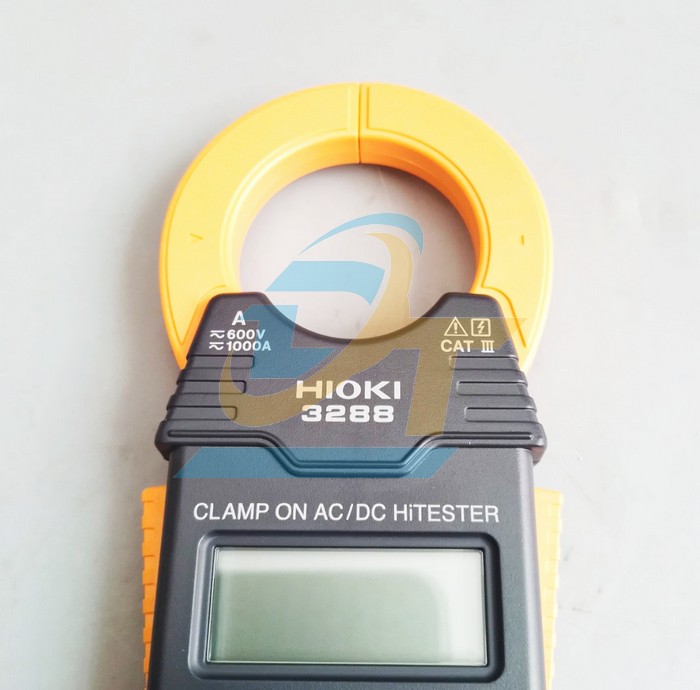 A
⚠
≂600V
≂1000A
CAT III
HIOKI
3288
CLAMP ON AC/DC HiTESTER